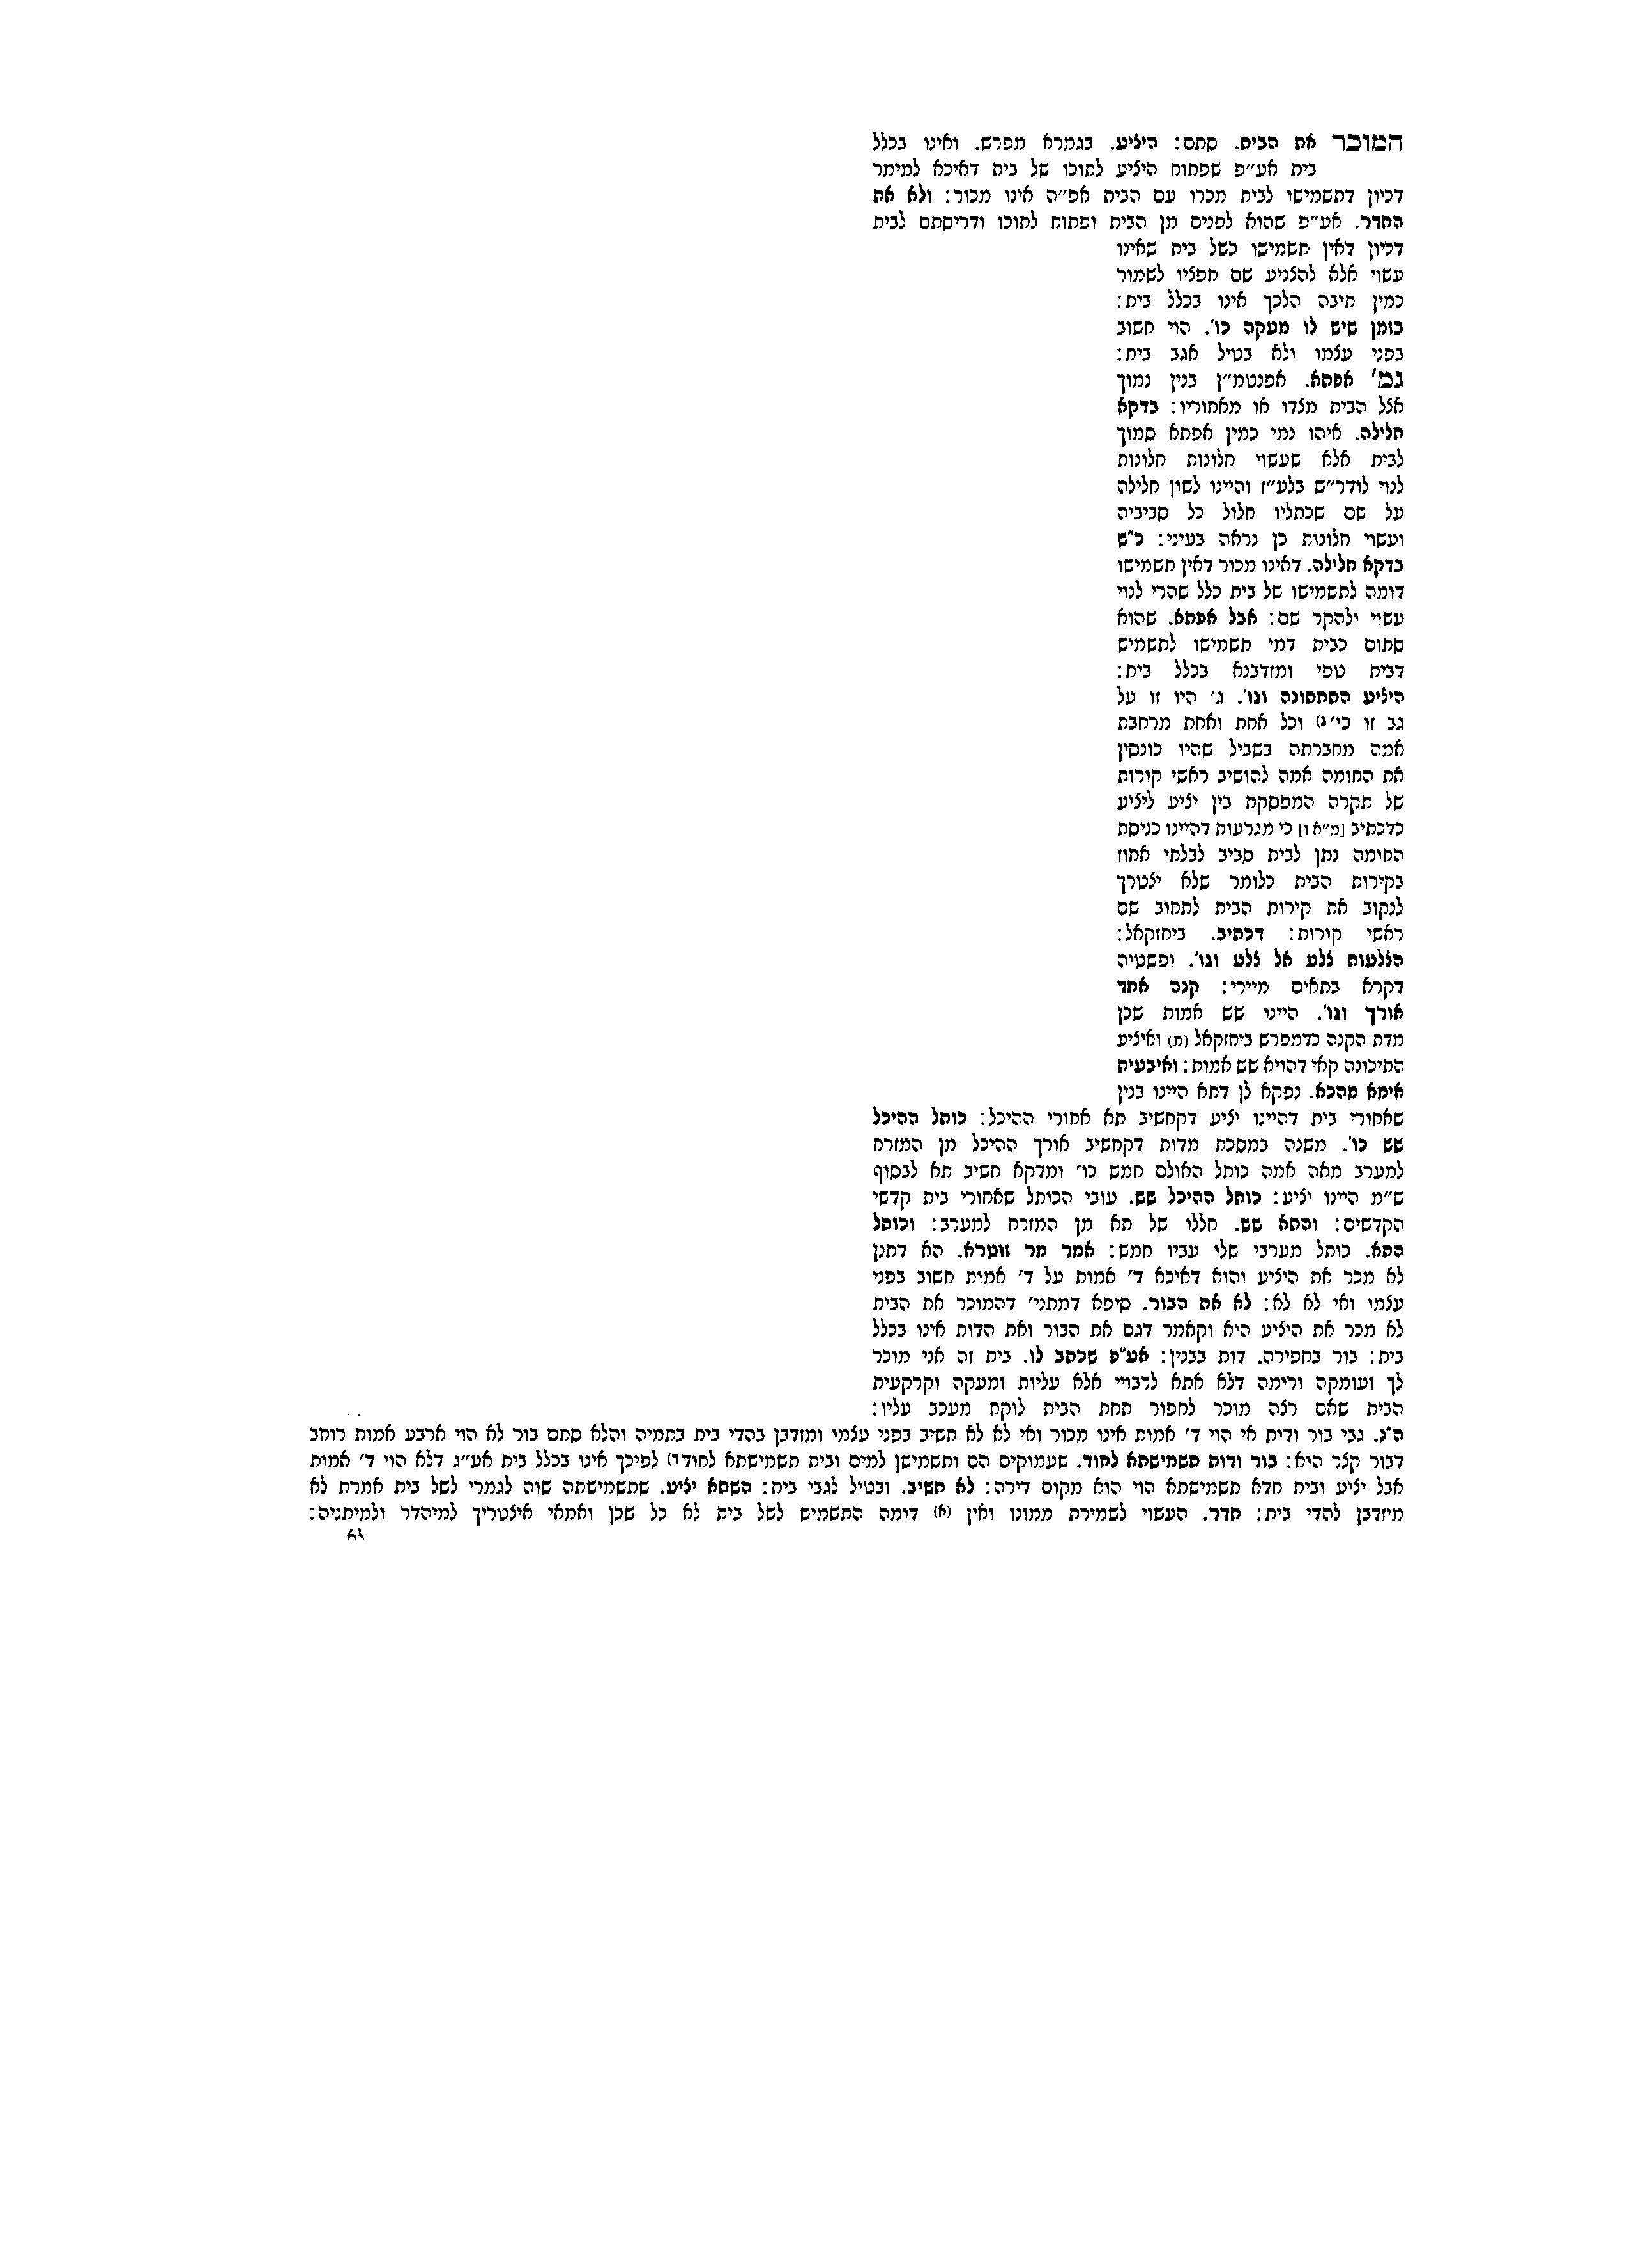 המוכר את הבית. סתם: היציע. בגמרא מפרש. ואינו בכלל
בית אע״פ שפתוח היציע לתוכו של בית דאיכא למימר
דכיון דתשמישו לבית מכרו עם הבית אפ״ה אינו מכור: ולא את
החדר. אע״פ שהוא לפנים מן הבית ופתוח לתוכו ודריסתם לבית
דכיון דאין תשמישו כשל בית שאינו
עשוי אלא להצניע שם חפציו לשמור
כמין תיבה הלכך אינו בכלל בית:
בזמן שיש לו מעקה כו'. הוי חשוב
בפני עצמו ולא בטיל אגב בית:
גמ' אפתא. אפנטמ״ן בנין נמוך
אצל הבית מצדו או מאחוריו: בדקא
חלילה. איהו נמי כמין אפתא סמוך
לבית אלא שעשוי חלונות חלונות
לנוי לודר״ש בלע״ז והיינו לשון חלילה
על שם שכתליו חלול כל סביביה
ועשוי חלונות כן נראה בעיני: כ״ש
בדקא חלילה. דאינו מכור דאין תשמישו
דומה לתשמישו של בית כלל שהרי לנוי
עשוי ולהקר שם: אבל אפתא. שהוא
סתום כבית דמי תשמישו לתשמיש
דבית טפי ומזדבנא בכלל בית:
היציע התחתונה וגו'. ג' היו זו על
גב זו כו' ג) וכל אחת ואחת מרחבת
אמה מחברתה בשביל שהיו כונסין
את החומה אמה להושיב ראשי קורות
של תקרה המפסקת בין יציע ליציע
כדכתיב [מ״א ו] כי מגרעות דהיינו כניסת
החומה נתן לבית סביב לבלתי אחוז
בקירות הבית כלומר שלא יצטרך
לנקוב את קירות הבית לתחוב שם
ראשי קורות: דכתיב. ביחזקאל:
הצלעות צלע אל צלע וגו'. ופשטיה
דקרא בתאים מיירי: קנה אחד
אורך וגו'. היינו שש אמות שכן
מדת הקנה כדמפרש ביחזקאל (מ) ואיציע
התיכונה קאי דהויא שש אמות: ואיבעית
אימא מהכא. נפקא לן דתא היינו בנין
שאחורי בית דהיינו יציע דקחשיב תא אחורי ההיכל: כותל ההיכל
שש כו'. משנה במסכת מדות דקחשיב אורך ההיכל מן המזרח
למערב מאה אמה כותל האולם חמש כו' ומדקא חשיב תא לבסוף
ש״מ היינו יציע: כותל ההיכל שש. עובי הכותל שאחורי בית קדשי
הקדשים: והתא שש. חללו של תא מן המזרח למערב: וכותל
התא. כותל מערבי שלו עביו חמש: אמר מר זוטרא. הא דתנן
לא מכר את היציע והוא דאיכא ד' אמות על ד' אמות חשוב בפני
עצמו ואי לא לא: לא את הבור. סיפא דמתני' דהמוכר את הבית
לא מכר את היציע היא וקאמר דגם את הבור ואת הדות אינו בכלל
בית: בור בחפירה. דות בבנין: אע״פ שכתב לו. בית זה אני מוכר
לך ועומקה ורומה דלא אתא לרבויי אלא עליות ומעקה וקרקעית
הבית שאם רצה מוכר לחפור תחת הבית לוקח מעכב עליו:
ה״נ. גבי בור ודות אי הוי ד' אמות אינו מכור ואי לא לא חשיב בפני עצמו ומזדבן בהדי בית בתמיה והלא סתם בור לא הוי ארבע אמות רוחב
דבור קצר הוא: בור ודות תשמישתא לחוד. שעמוקים הם ותשמישן למים ובית תשמישתא לחוד ד) לפיכך אינו בכלל בית אע״ג דלא הוי ד' אמות
אבל יציע ובית חדא תשמישתא הוי הוא מקום דירה: לא חשיב. ובטיל לגבי בית: השתא יציע. שתשמישתה שוה לגמרי לשל בית אמרת לא
מיזדבן להדי בית: חדר. העשוי לשמירת ממונו ואין (א) דומה התשמיש לשל בית לא כל שכן ואמאי איצטריך למיהדר ולמיתניה:
לא